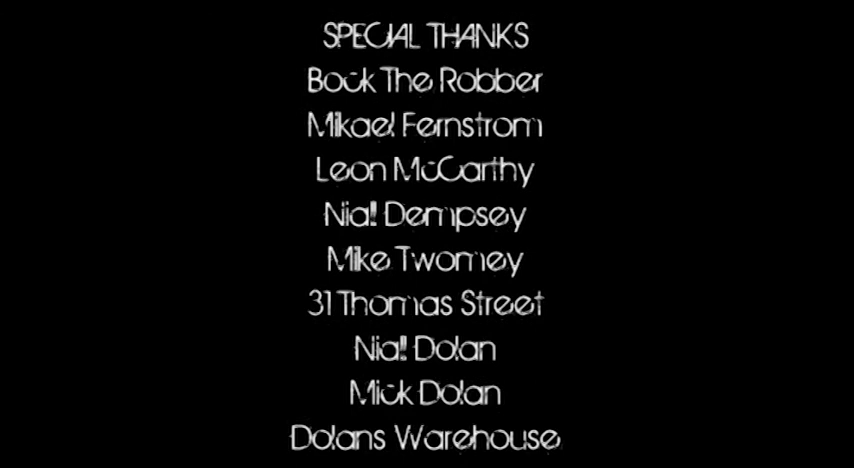 SPECIAL THANKS
Bock The Robber
Mikael Fernstrom
Leon McCarthy
Niall Dempsey
Mike Twomey
31 Thomas Street
Niall Dolan
Mick Dolan
Dolans Warehouse